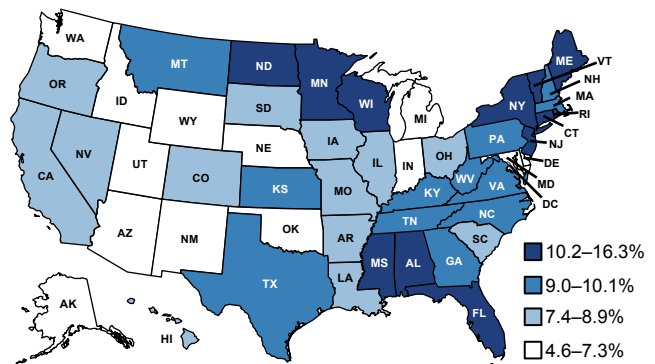 WA
ME
VT
MT
ND
MN
NH
OR
WI
NY
MA
ID
SD
MI
RI
WY
CT
IA
PA
NJ
NE
OH
NV
IL
IN
DE
UT
CO
WV
MD
CA
KS
MO
KY
VA
DC
TN
NC
OK
AZ
NM
AR
SC
MS
AL
GA
10.2–16.3%
TX
LA
9.0–10.1%
AK
FL
7.4–8.9%
HI
4.6–7.3%